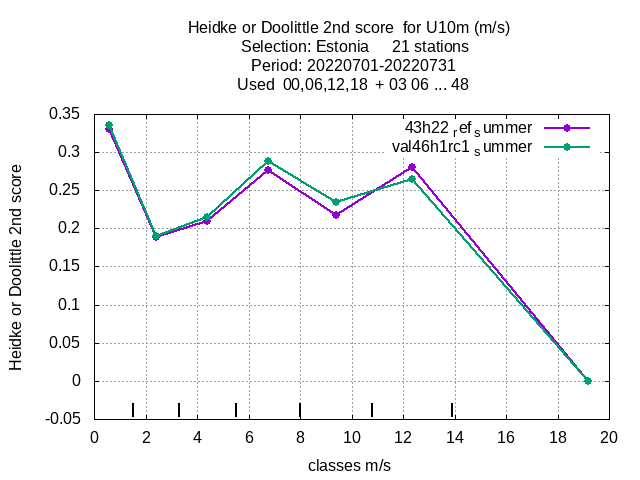 Heidke or Doolittle 2nd score  for U10m (m/s)
Selection: Estonia     21 stations
Period: 20220701-20220731
Used  00,06,12,18  + 03 06 ... 48
43h22 refsummer
val46h1rc1 summer
Heidke or Doolittle 2nd score
0.35
0.3
0.25
0.2
0.15
0.1
0.05
0
-0.05
0 2 4 6 8 10 12 14 16 18 20
classes m/s